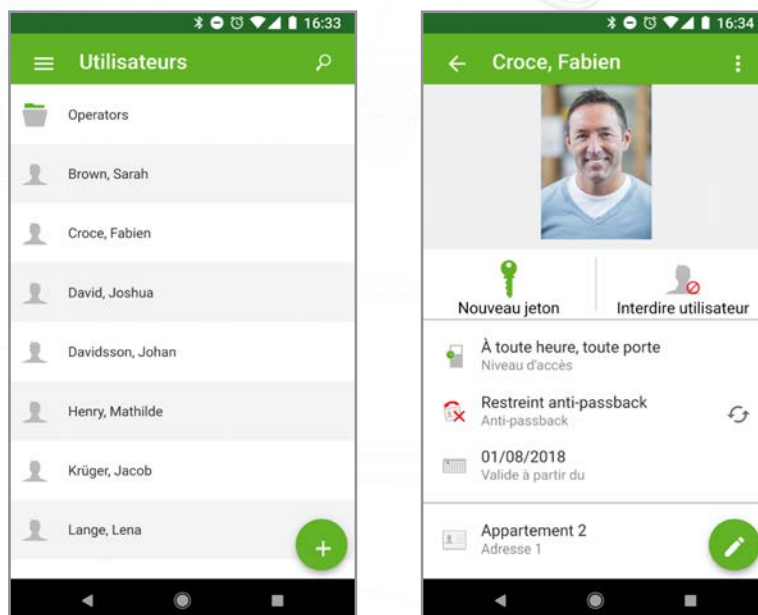 16:33
Utilisateurs
Operators
Brown, Sarah
Croce, Fabien
David, Joshua
Davidsson, Johan
Henry, Mathilde
Krüger, Jacob
Lange, Lena
16:34
Croce, Fabien
Nouveau jeton
Interdire utilisateur
À toute heure, toute porte
Niveau d'accès
Restreint anti-passback
Anti-passback
01/08/2018
Valide à partir du
Appartement 2
Adresse 1